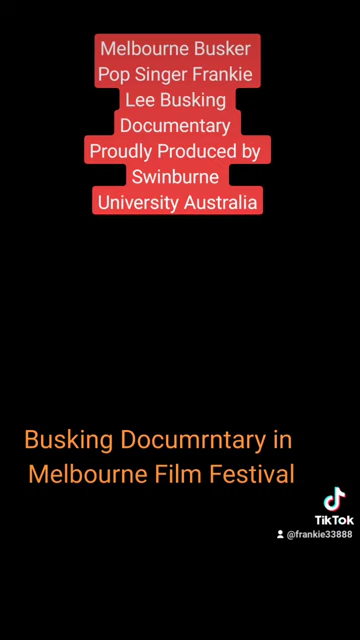 Melbourne Busker
Pop Singer Frankie
Lee Busking
Documentary
Proudly Produced by
Swinburne
University Australia
Busking Documrntary in
Melbourne Film Festival
TikTok
@frankie33888